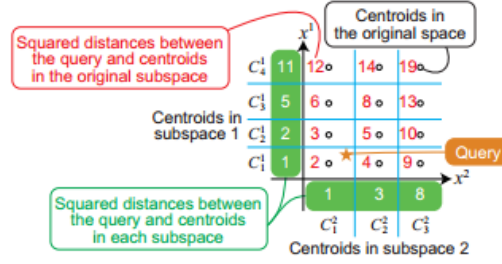 Squared distances between
the query and centroids
in the original subspace
Centroids in
the original space
x¹
C₄¹ 11 12 14 19
C₃¹ 5 6 8 13
C₂¹ 2 3 5 10
C₁¹ 1 2 4 9
Centroids in
subspace 1
Query
x²
1 3 8
C₁² C₂² C₃²
Squared distances between
the query and centroids
in each subspace
Centroids in subspace 2